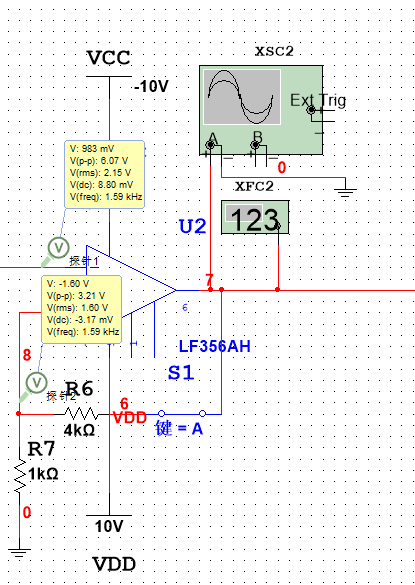 XSC2
VCC
-10V
Ext Trig
A
B
0
V: 983 mV
V(p-p): 6.07 V
V(rms): 2.15 V
V(dc): 8.80 mV
V(freq): 1.59 kHz
XFC2
123
U2
V
探针1
7
6
V: -1.60 V
V(p-p): 3.21 V
V(rms): 1.60 V
V(dc): -3.17 mV
V(freq): 1.59 kHz
1
LF356AH
8
S1
V
探针2
R6
6
VDD
4kΩ
键 = A
R7
1kΩ
0
10V
VDD